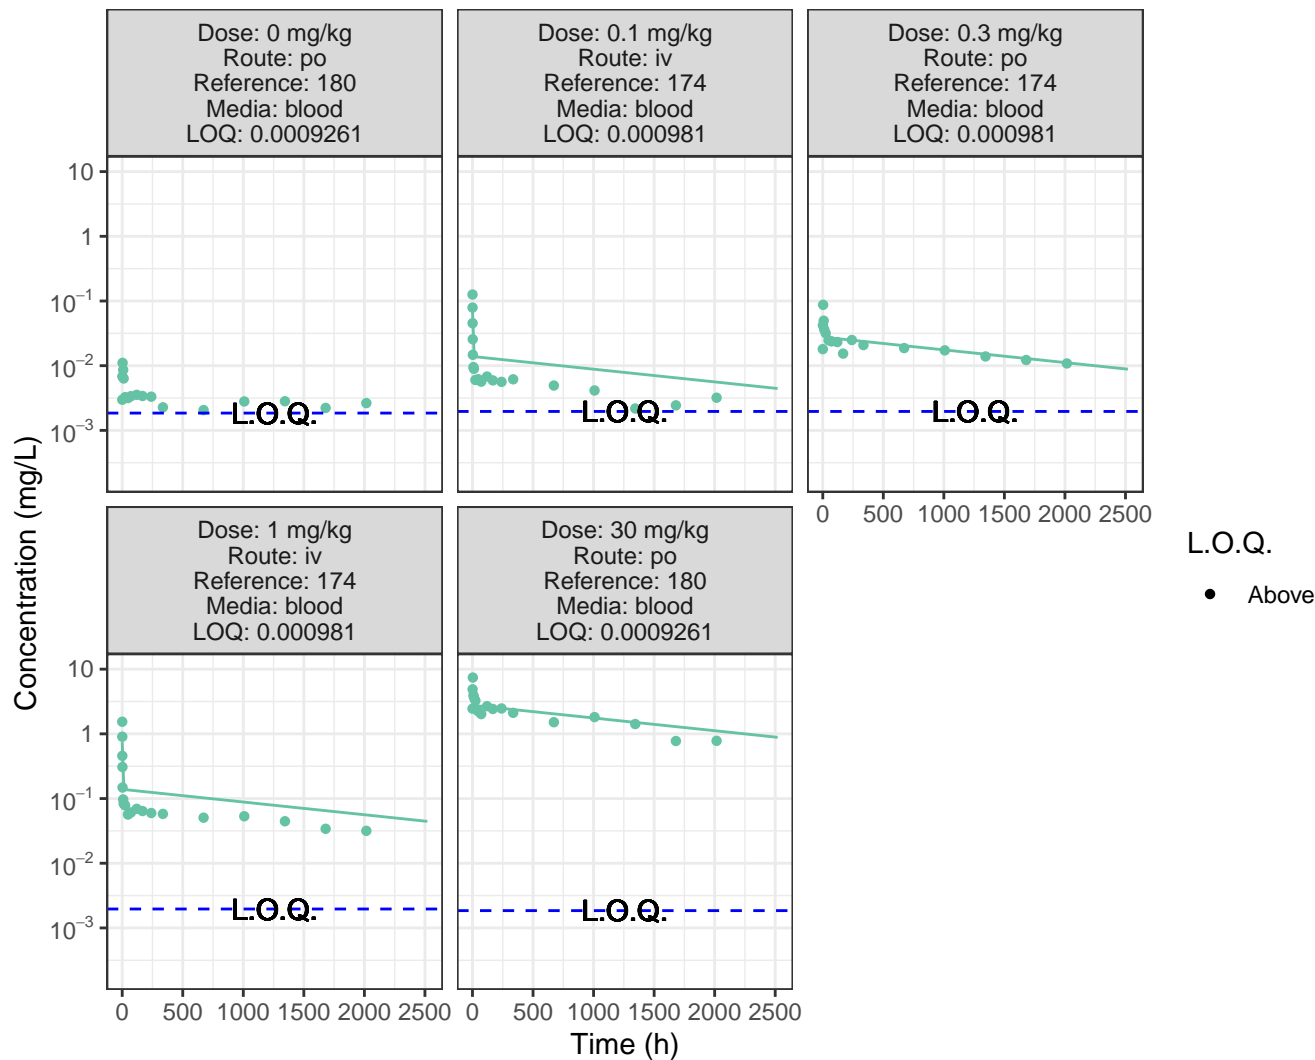 Dose: 0 mg/kg
Route: po
Reference: 180
Media: blood
LOQ: 0.0009261
Dose: 0.1 mg/kg
Route: iv
Reference: 174
Media: blood
LOQ: 0.000981
Dose: 0.3 mg/kg
Route: po
Reference: 174
Media: blood
LOQ: 0.000981
10
1
10⁻¹
10⁻²
10⁻³
L.O.Q.
L.O.Q.
L.O.Q.
0 500 1000 1500 2000 2500
Dose: 1 mg/kg
Route: iv
Reference: 174
Media: blood
LOQ: 0.000981
Dose: 30 mg/kg
Route: po
Reference: 180
Media: blood
LOQ: 0.0009261
10
1
10⁻¹
10⁻²
10⁻³
L.O.Q.
L.O.Q.
0 500 1000 1500 2000 2500
0 500 1000 1500 2000 2500
Time (h)
Concentration (mg/L)
L.O.Q.
Above